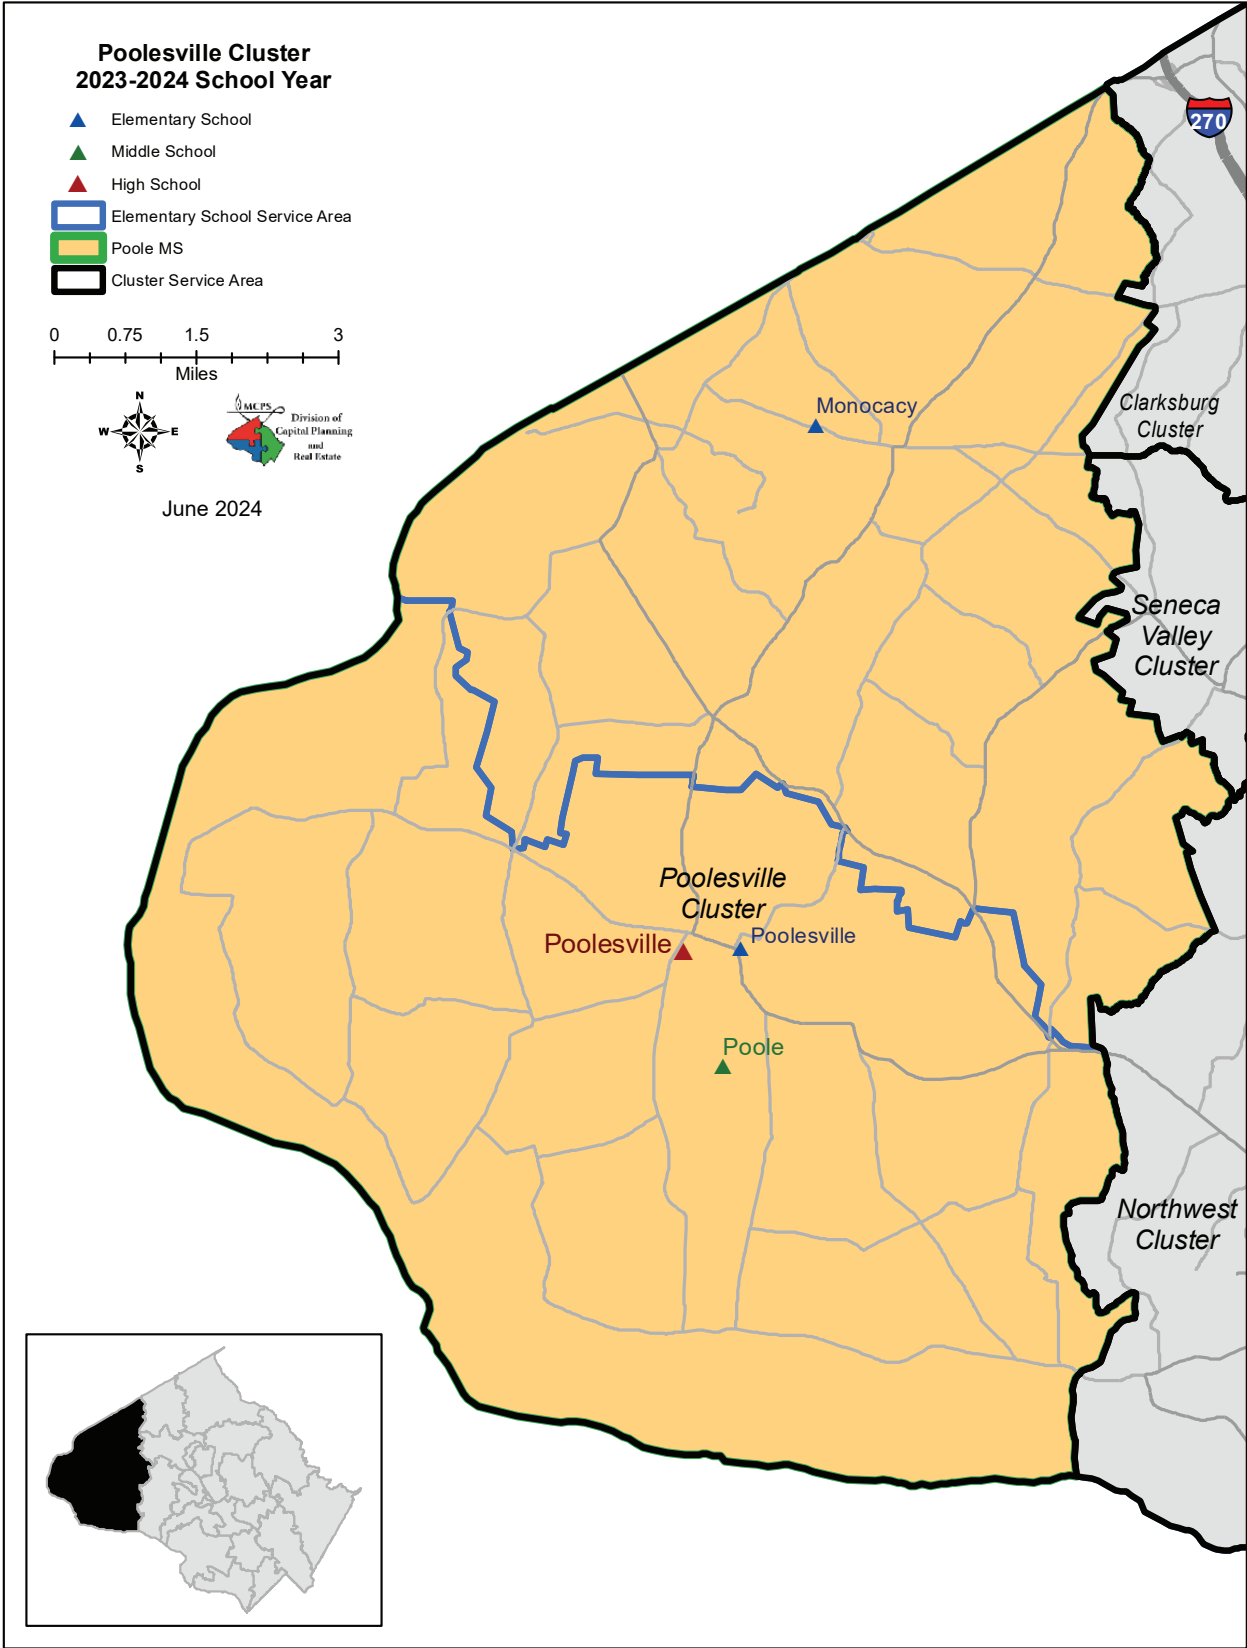 Poolesville Cluster
2023-2024 School Year
Elementary School
Middle School
High School
Elementary School Service Area
Poole MS
Cluster Service Area
0 0.75 1.5 3
Miles
N
W E
S
MCPS
Division of
Capital Planning
and
Real Estate
June 2024
270
Monocacy
Clarksburg
Cluster
Seneca
Valley
Cluster
Poolesville
Cluster
Poolesville
Poolesville
Poole
Northwest
Cluster